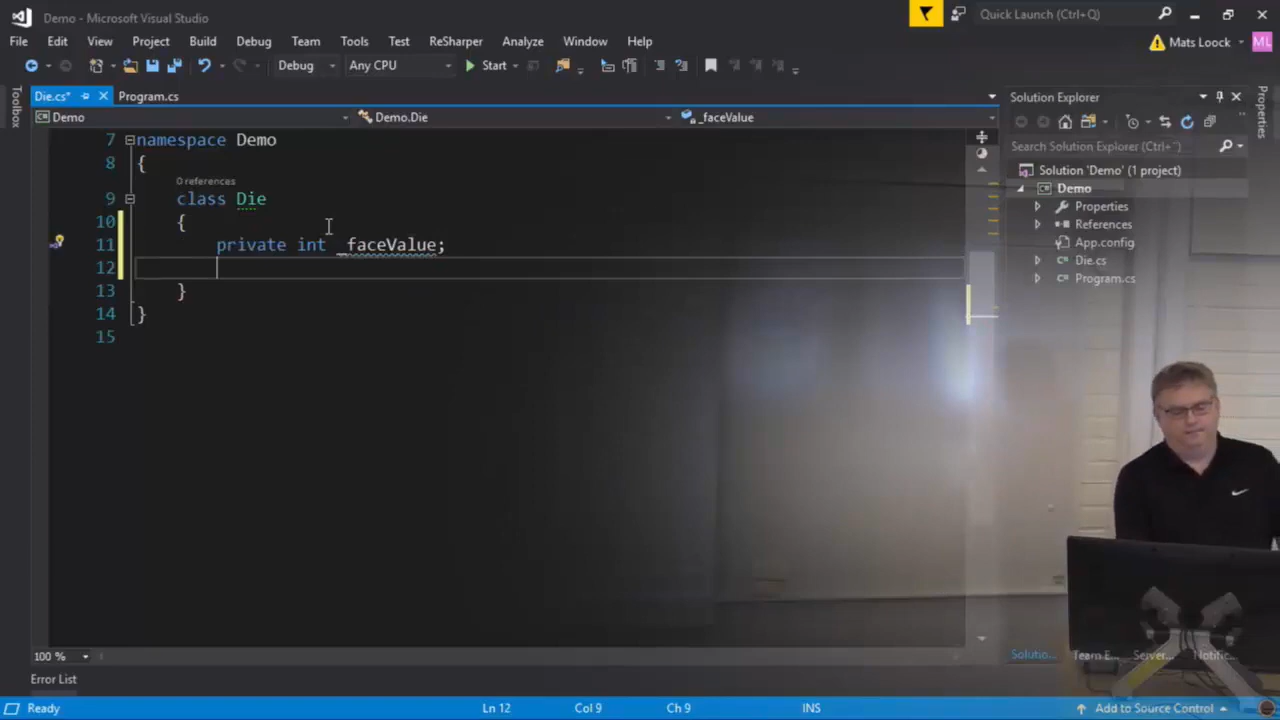 Demo - Microsoft Visual Studio
Quick Launch (Ctrl+Q)
File Edit View Project Build Debug Team Tools Test ReSharper Analyze Window Help
Mats Loock ML
Debug Any CPU Start
Toolbox
Die.cs* Program.cs
Solution Explorer
Properties
Demo Demo.Die _faceValue
Search Solution Explorer (Ctrl+¨)
7 namespace Demo
8 {
0 references
9 class Die
10 {
11 private int _faceValue;
12
13 }
14 }
15
Solution 'Demo' (1 project)
Demo
Properties
References
App.config
Die.cs
Program.cs
100 %
Solutio... Team E... Server... Notific...
Error List
Ready Ln 12 Col 9 Ch 9 INS Add to Source Control